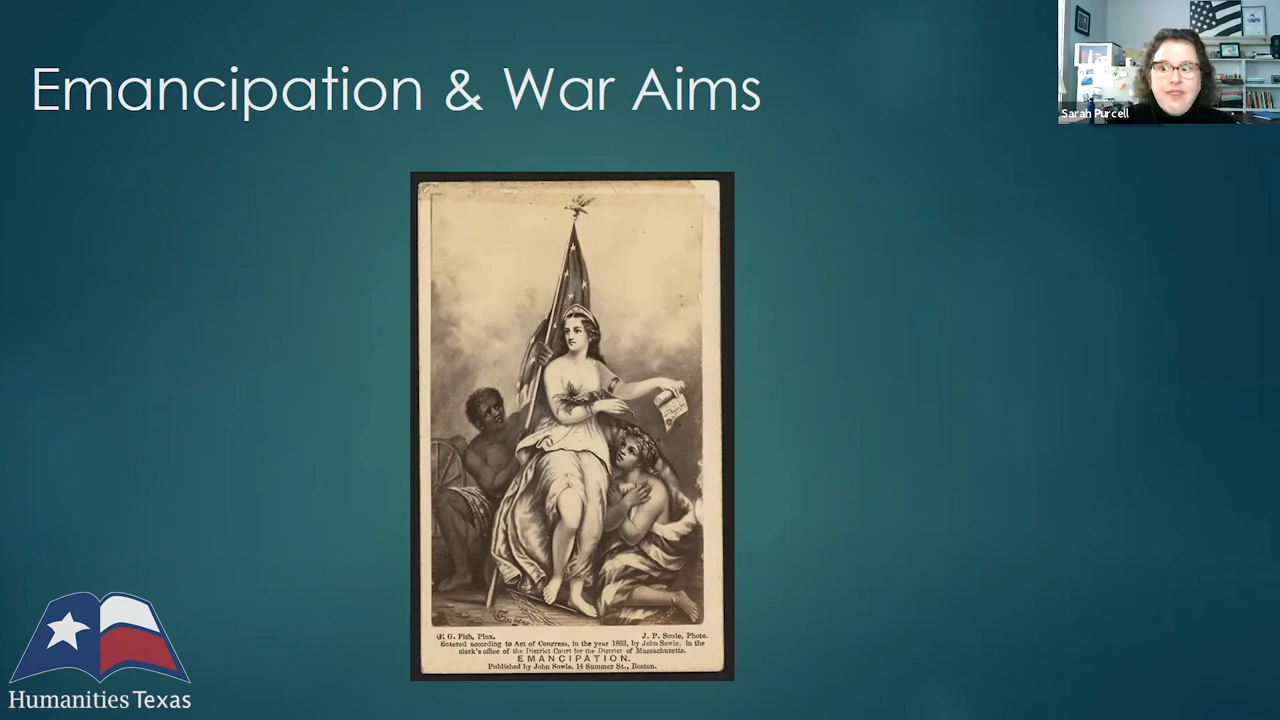 Emancipation & War Aims
Sarah Purcell
G. G. Fish, Pinx.
J. P. Soule, Photo.
Entered according to Act of Congress, in the year 1863, by John Sowle. in the
clerk's office of the District Court for the District of Massachusetts.
EMANCIPATION.
Published by John Sowle. 14 Summer St., Boston.
Humanities Texas